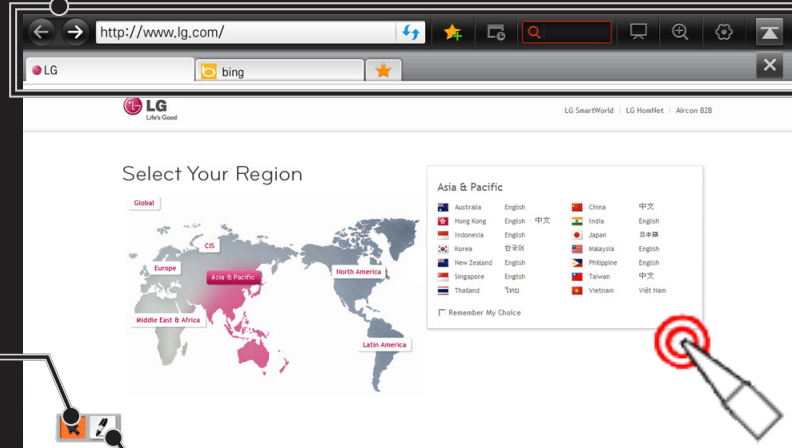 http://www.lg.com/
LG
bing
LG
Life's Good
LG SmartWorld | LG HomNet | Aircon B2B
Select Your Region
Global
CIS
Europe
Asia & Pacific
North America
Middle East & Africa
Latin America
Asia & Pacific
Australia English
Hong Kong English 中文
Indonesia English
Korea 한국어
New Zealand English
Singapore English
Thailand ไทย
China 中文
India English
Japan 日本語
Malaysia English
Philippine English
Taiwan 中文
Vietnam Việt Nam
Remember My Choice